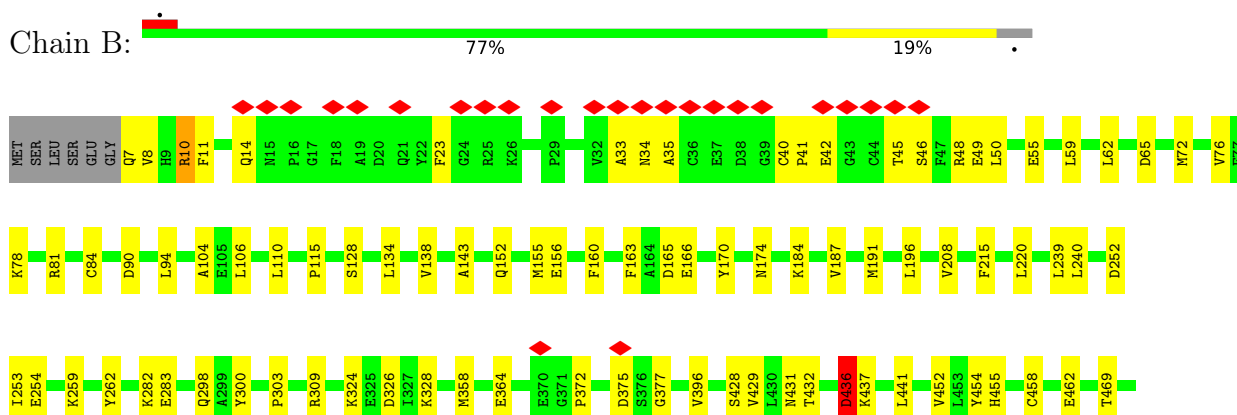 Chain B:
77%
19%
MET SER LEU SER GLU GLY Q7 V8 H9 R10 F11 Q14 N15 P16 G17 F18 A19 D20 Q21 Y22 F23 G24 R25 K26 P29 V32 A33 N34 A35 C36 E37 D38 G39 C40 P41 E42 G43 C44 T45 S46 F47 R48 E49 L50 E55 L59 L62 D65 M72 V76
K78 R81 C84 D90 L94 A104 E105 L106 L110 P115 S128 L134 V138 A143 Q152 M155 E156 F160 F163 A164 D165 E166 Y170 N174 K184 V187 M191 L196 V208 F215 L220 L239 L240 D252
I253 E254 K259 Y262 K282 E283 Q298 A299 Y300 P303 R309 K324 E325 D326 I327 K328 M358 E364 E370 G371 P372 D375 S376 G377 V396 S428 V429 L430 N431 T432 D436 K437 L441 V452 L453 Y454 H455 C458 E462 T469